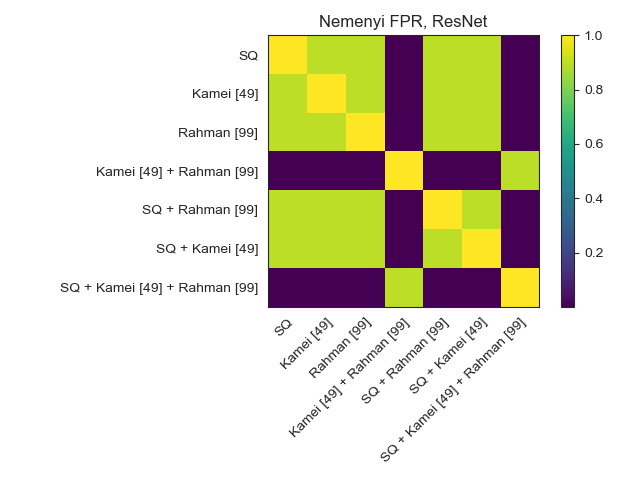 Nemenyi FPR, ResNet
SQ
Kamei [49]
Rahman [99]
Kamei [49] + Rahman [99]
SQ + Rahman [99]
SQ + Kamei [49]
SQ + Kamei [49] + Rahman [99]
SQ
Kamei [49]
Rahman [99]
Kamei [49] + Rahman [99]
SQ + Rahman [99]
SQ + Kamei [49]
SQ + Kamei [49] + Rahman [99]
1.0
0.8
0.6
0.4
0.2